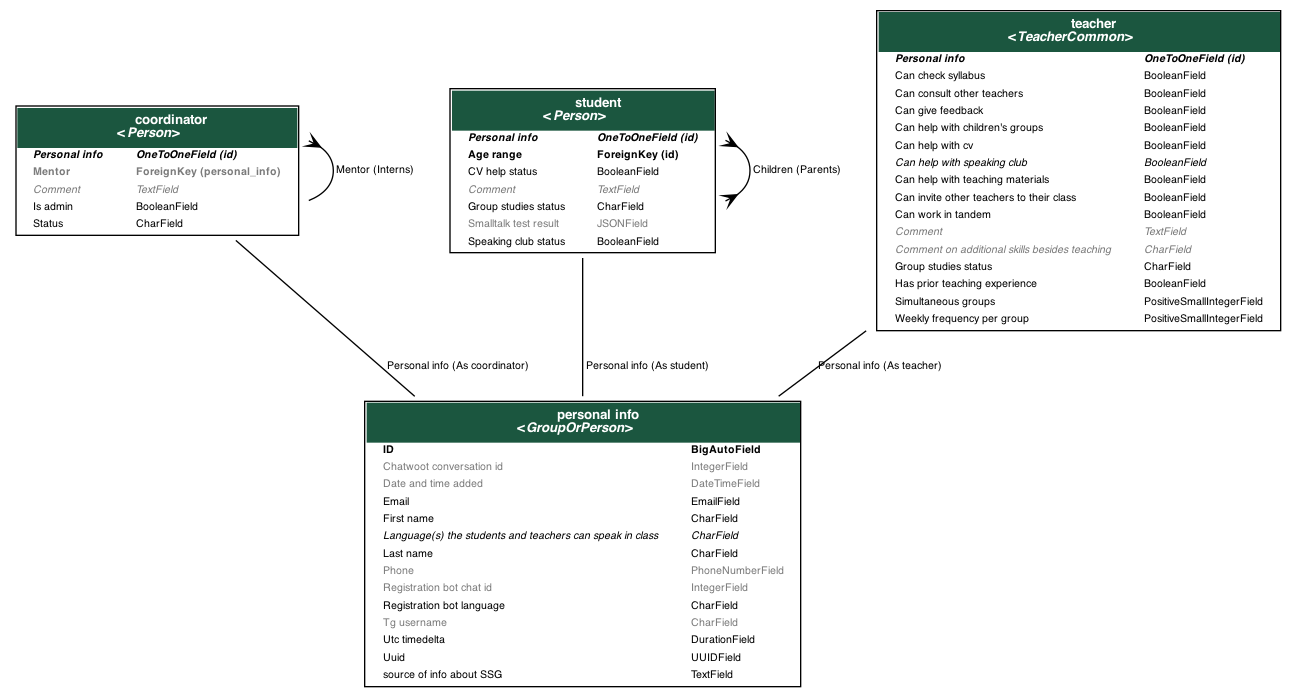 coordinator
<Person>
Personal info OneToOneField (id)
Mentor ForeignKey (personal_info)
Comment TextField
Is admin BooleanField
Status CharField
Mentor (Interns)
student
<Person>
Personal info OneToOneField (id)
Age range ForeignKey (id)
CV help status BooleanField
Comment TextField
Group studies status CharField
Smalltalk test result JSONField
Speaking club status BooleanField
Children (Parents)
teacher
<TeacherCommon>
Personal info OneToOneField (id)
Can check syllabus BooleanField
Can consult other teachers BooleanField
Can give feedback BooleanField
Can help with children's groups BooleanField
Can help with cv BooleanField
Can help with speaking club BooleanField
Can help with teaching materials BooleanField
Can invite other teachers to their class BooleanField
Can work in tandem BooleanField
Comment TextField
Comment on additional skills besides teaching CharField
Group studies status CharField
Has prior teaching experience BooleanField
Simultaneous groups PositiveSmallIntegerField
Weekly frequency per group PositiveSmallIntegerField
Personal info (As coordinator)
Personal info (As student)
Personal info (As teacher)
personal info
<GroupOrPerson>
ID BigAutoField
Chatwoot conversation id IntegerField
Date and time added DateTimeField
Email EmailField
First name CharField
Language(s) the students and teachers can speak in class CharField
Last name CharField
Phone PhoneNumberField
Registration bot chat id IntegerField
Registration bot language CharField
Tg username CharField
Utc timedelta DurationField
Uuid UUIDField
source of info about SSG TextField